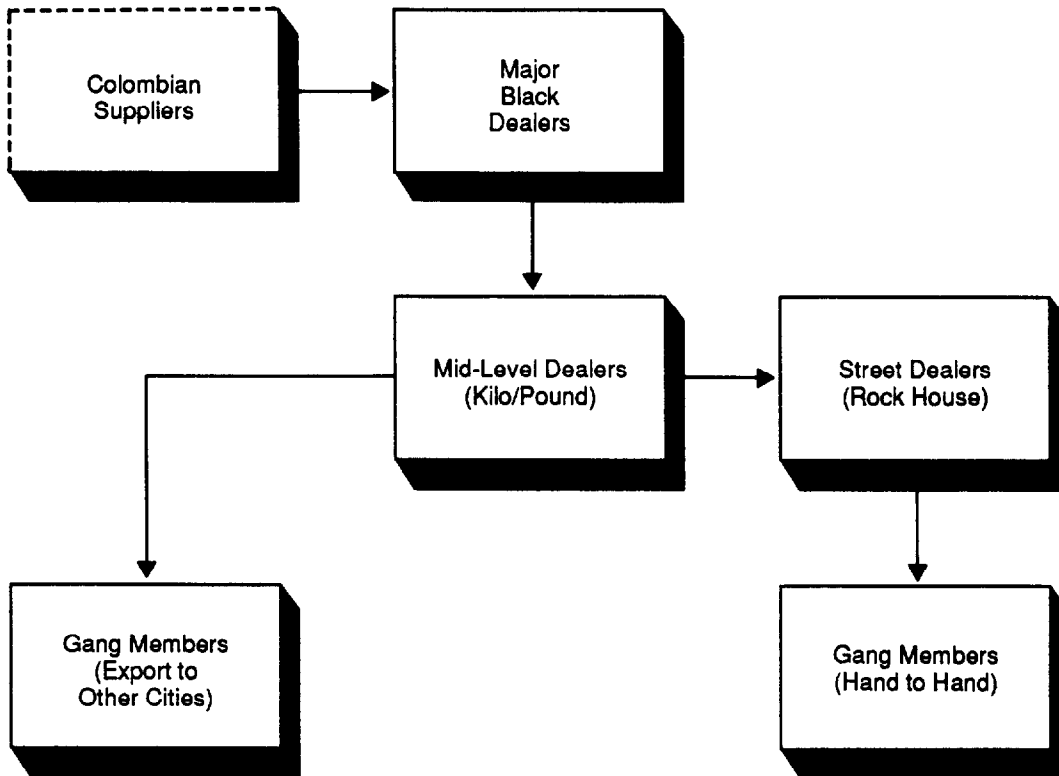 Colombian
Suppliers
Major
Black
Dealers
Mid-Level Dealers
(Kilo/Pound)
Street Dealers
(Rock House)
Gang Members
(Export to
Other Cities)
Gang Members
(Hand to Hand)